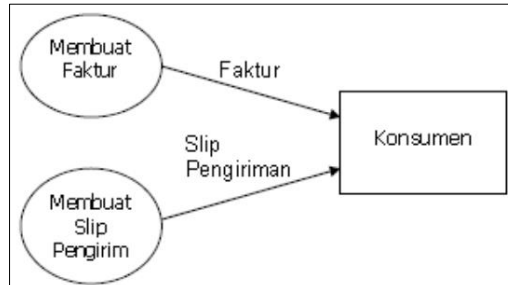 Membuat
Faktur
Faktur
Konsumen
Slip
Pengiriman
Membuat
Slip
Pengirim